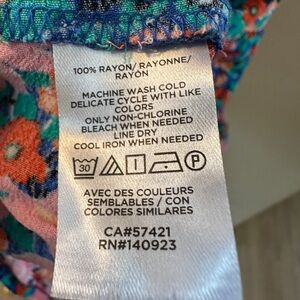 100% RAYON/ RAYONNE/
RAYON
MACHINE WASH COLD
DELICATE CYCLE WITH LIKE
COLORS
ONLY NON-CHLORINE
BLEACH WHEN NEEDED
LINE DRY
COOL IRON WHEN NEEDED
30 P
AVEC DES COULEURS
SEMBLABLES / CON
COLORES SIMILARES
CA#57421
RN#140923